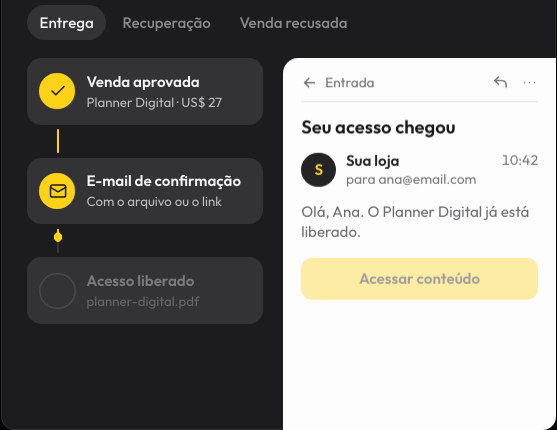 Entrega
Recuperação
Venda recusada
Venda aprovada
Planner Digital · US$ 27
E-mail de confirmação
Com o arquivo ou o link
Acesso liberado
planner-digital.pdf
Entrada
Seu acesso chegou
S
Sua loja
10:42
para ana@email.com
Olá, Ana. O Planner Digital já está
liberado.
Acessar conteúdo